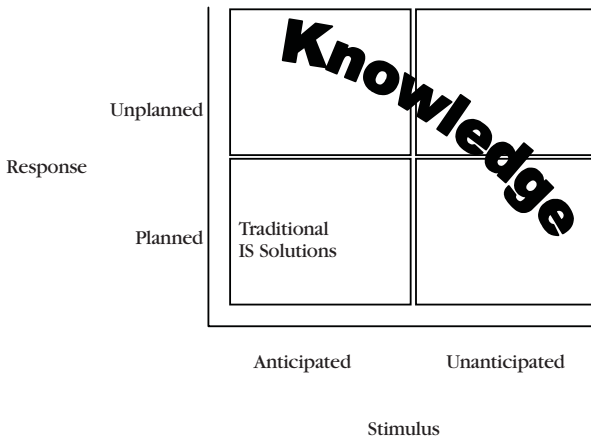 Knowledge
Unplanned
Response
Planned
Traditional
IS Solutions
Anticipated
Unanticipated
Stimulus